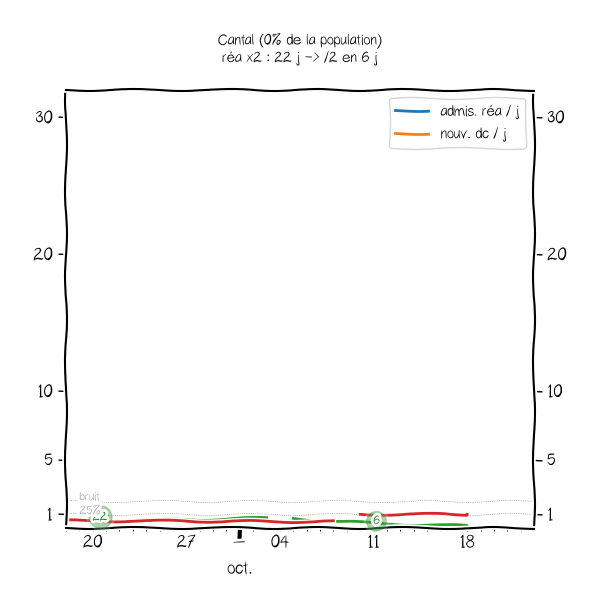 Cantal (0% de la population)
réa x2 : 22 j -> /2 en 6 j
admis. réa / j
nouv. dc / j
30 30
20 20
10 10
5 5
bruit
25%
22 6
1 1
20 27 04 11 18
oct.